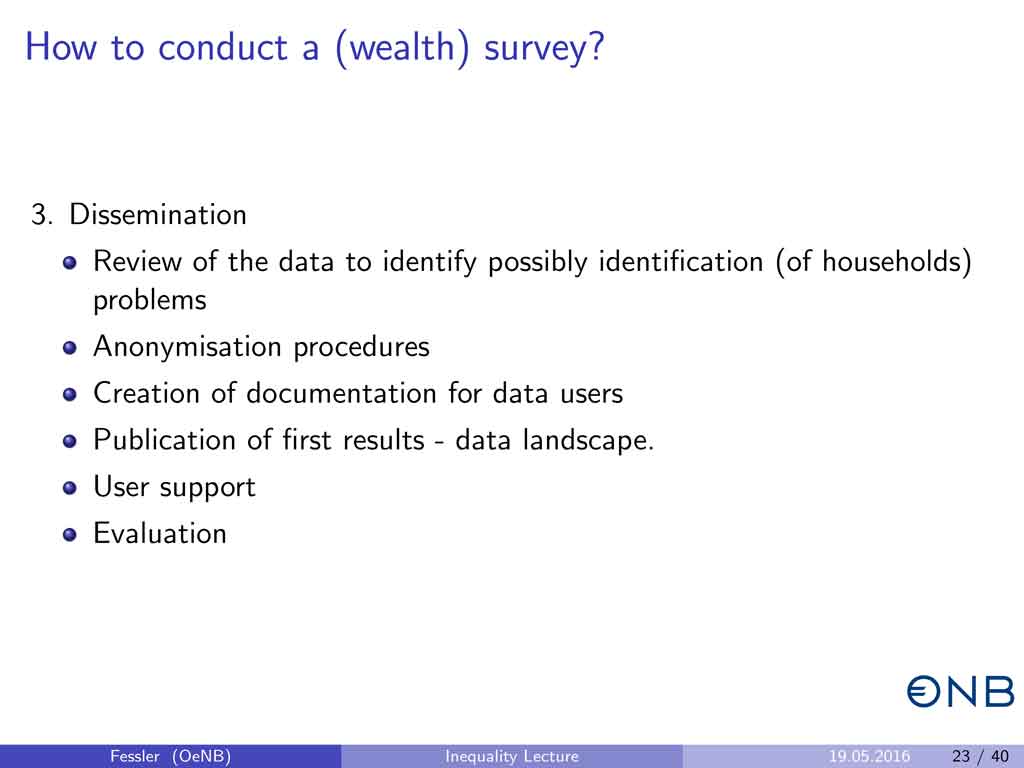 How to conduct a (wealth) survey?
3. Dissemination
Review of the data to identify possibly identification (of households)
problems
Anonymisation procedures
Creation of documentation for data users
Publication of first results - data landscape.
User support
Evaluation
€NB
Fessler (OeNB) Inequality Lecture 19.05.2016 23 / 40